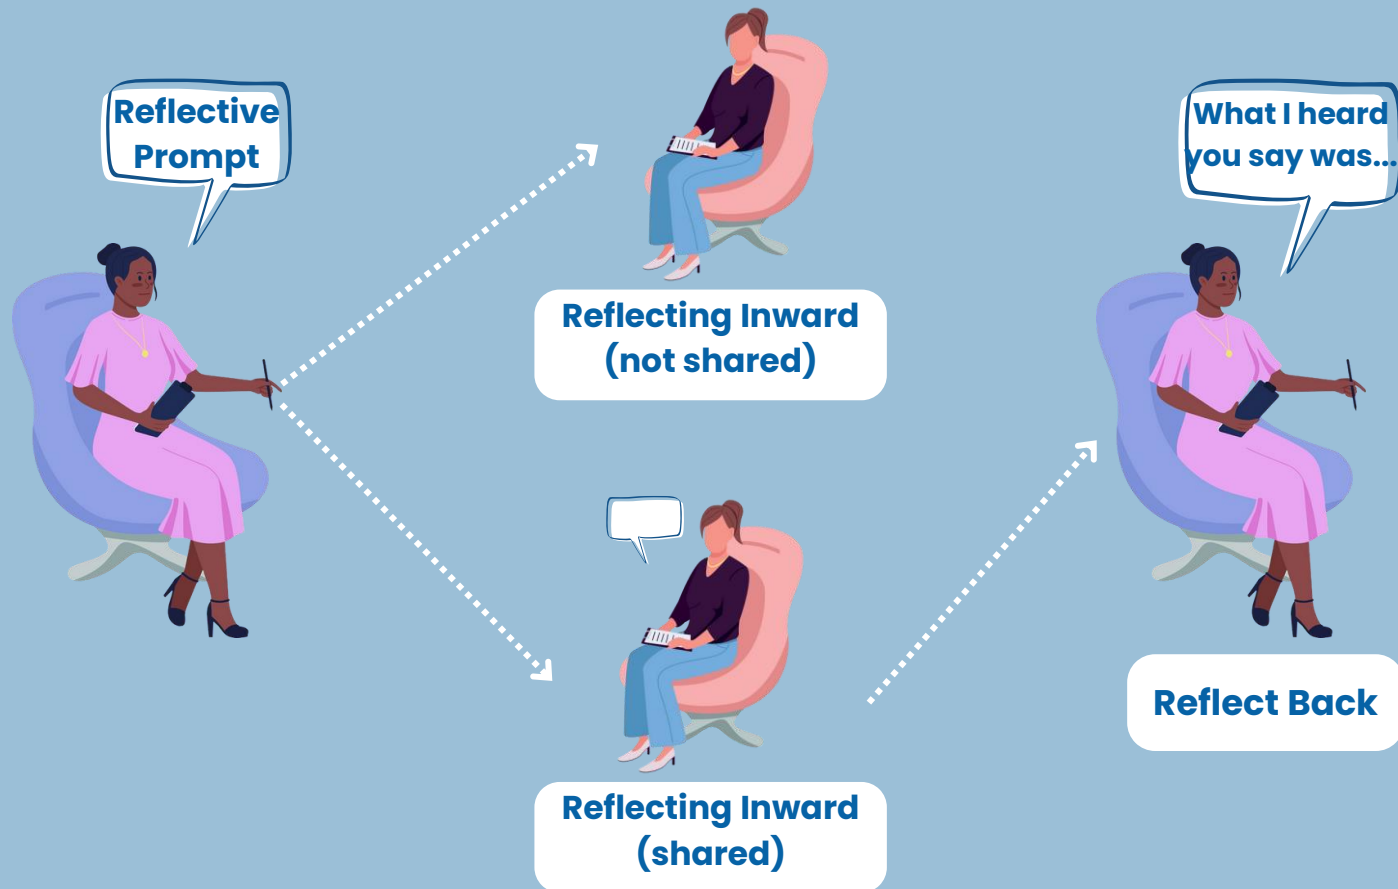 Reflective
Prompt
Reflecting Inward
(not shared)
Reflecting Inward
(shared)
What I heard
you say was...
Reflect Back